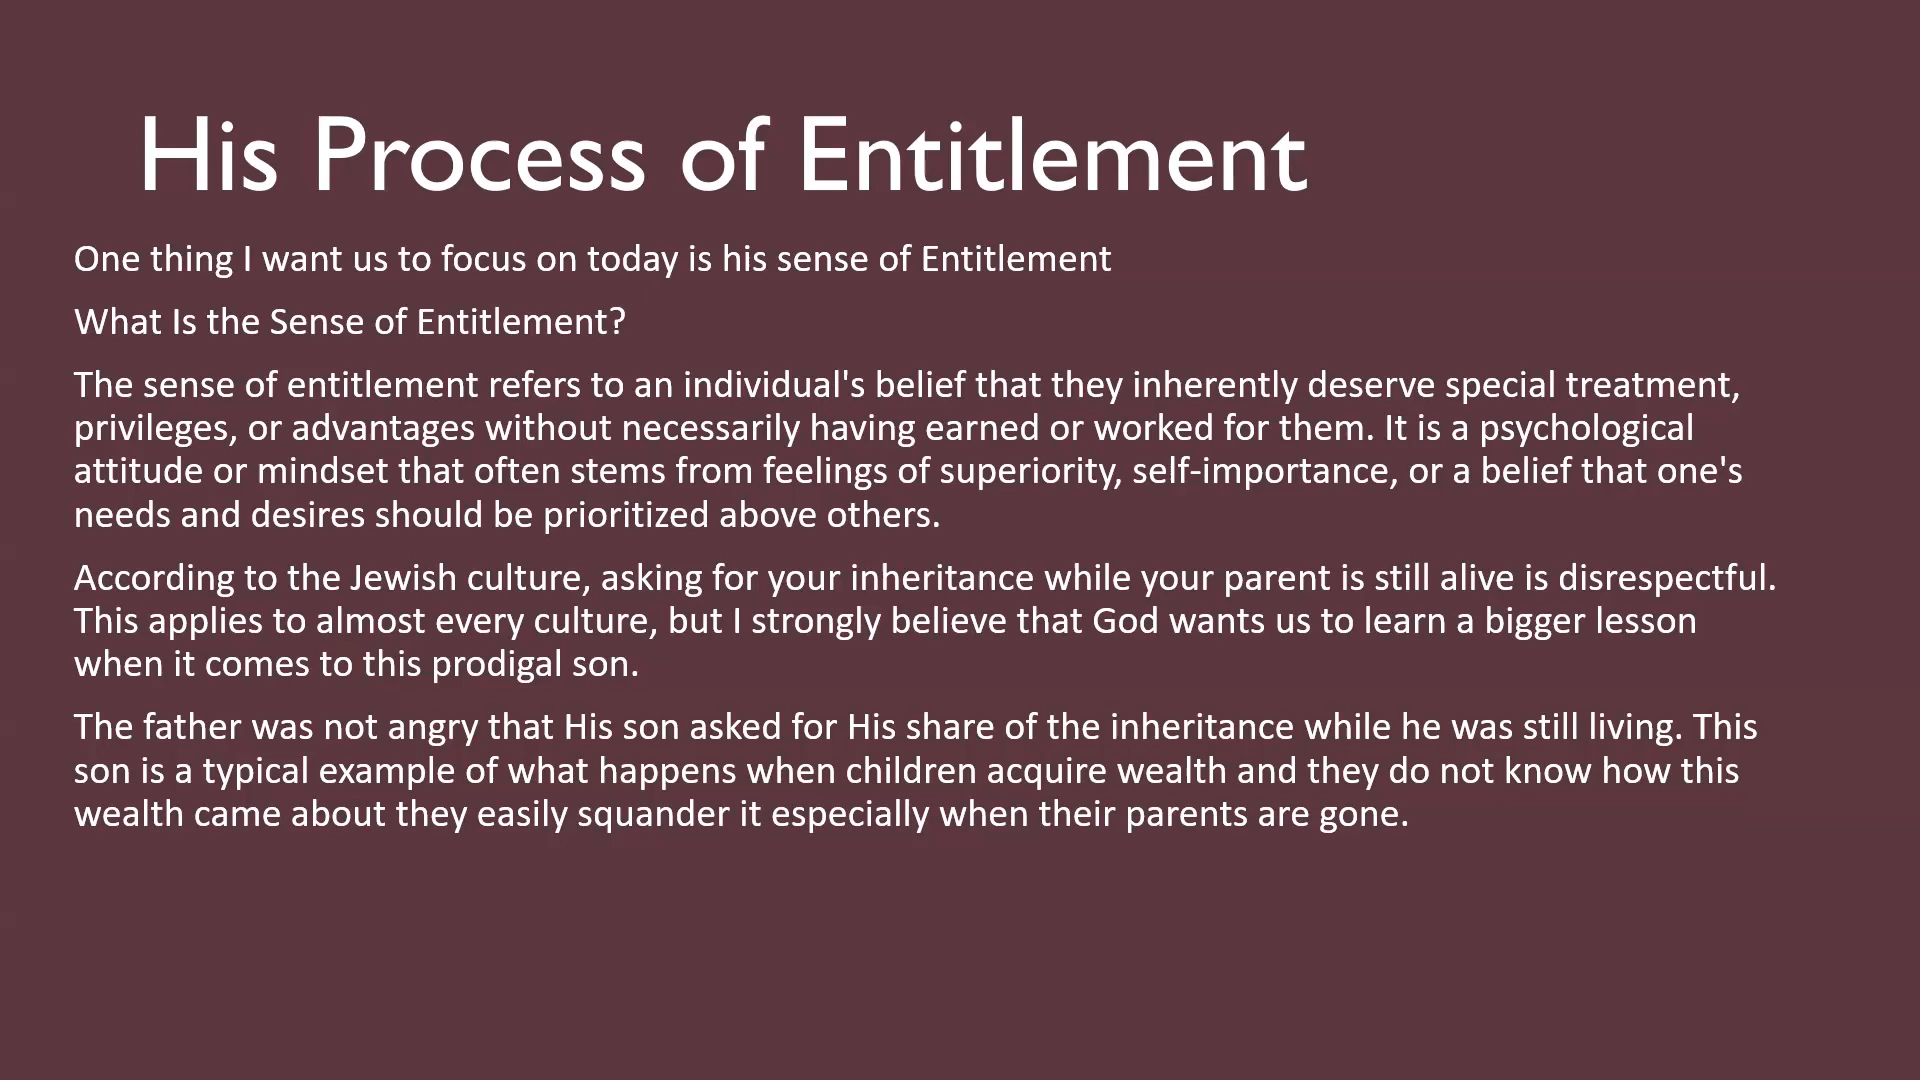 His Process of Entitlement
One thing I want us to focus on today is his sense of Entitlement
What Is the Sense of Entitlement?
The sense of entitlement refers to an individual's belief that they inherently deserve special treatment,
privileges, or advantages without necessarily having earned or worked for them. It is a psychological
attitude or mindset that often stems from feelings of superiority, self-importance, or a belief that one's
needs and desires should be prioritized above others.
According to the Jewish culture, asking for your inheritance while your parent is still alive is disrespectful.
This applies to almost every culture, but I strongly believe that God wants us to learn a bigger lesson
when it comes to this prodigal son.
The father was not angry that His son asked for His share of the inheritance while he was still living. This
son is a typical example of what happens when children acquire wealth and they do not know how this
wealth came about they easily squander it especially when their parents are gone.